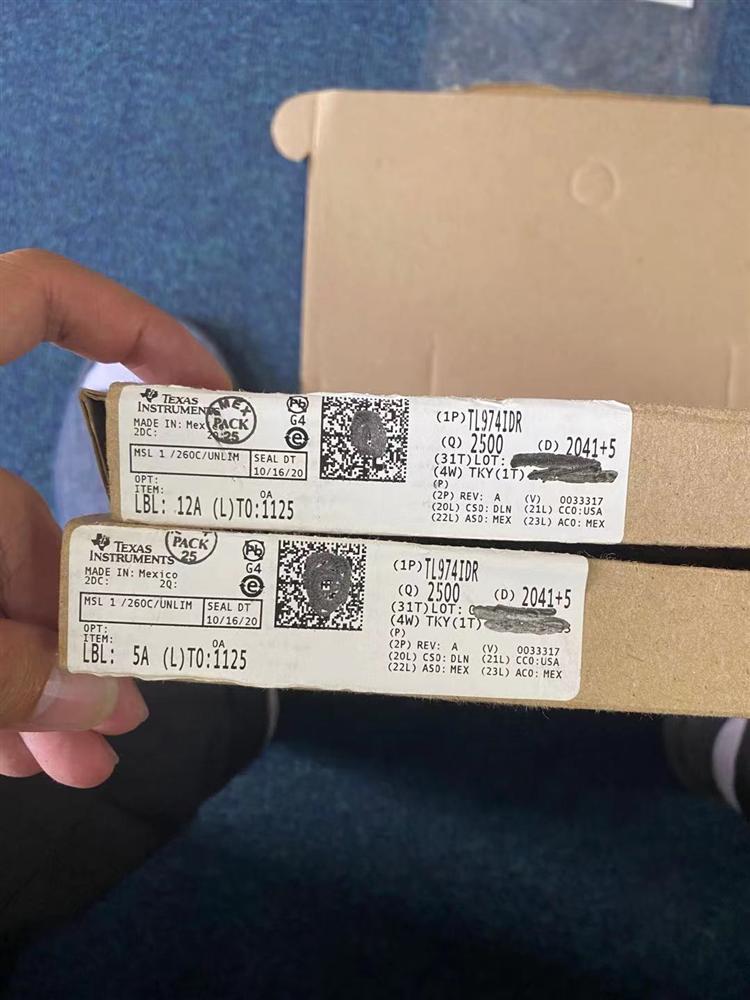 TEXAS
INSTRUMENTS
MADE IN: Mex
2DC:
MEX
PACK
25
Pb
G4
e
MSL 1 /260C/UNLIM
SEAL DT
10/16/20
OPT:
ITEM:
0A
LBL: 12A (L)TO:1125
(1P)TL974IDR
(Q) 2500 (D) 2041+5
(31T)LOT:
(4W) TKY(1T)
(P)
(2P) REV: A (V) 0033317
(20L) CSO: DLN (21L) CCO:USA
(22L) ASO: MEX (23L) ACO: MEX
TEXAS
INSTRUMENTS
MADE IN: Mexico
2DC: 2Q:
PACK
25
Pb
G4
e
MSL 1 /260C/UNLIM
SEAL DT
10/16/20
OPT:
ITEM:
0A
LBL: 5A (L)TO:1125
(1P)TL974IDR
(Q) 2500 (D) 2041+5
(31T)LOT:
(4W) TKY(1T)
(P)
(2P) REV: A (V) 0033317
(20L) CSO: DLN (21L) CCO:USA
(22L) ASO: MEX (23L) ACO: MEX